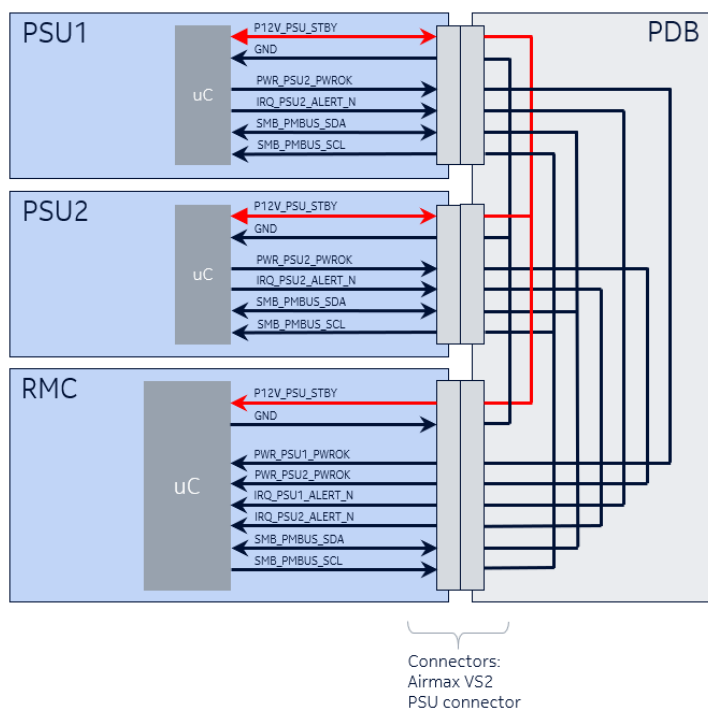 PSU1
PDB
P12V_PSU_STBY
GND
uC
PWR_PSU2_PWROK
IRQ_PSU2_ALERT_N
SMB_PMBUS_SDA
SMB_PMBUS_SCL
PSU2
P12V_PSU_STBY
GND
uC
PWR_PSU2_PWROK
IRQ_PSU2_ALERT_N
SMB_PMBUS_SDA
SMB_PMBUS_SCL
RMC
P12V_PSU_STBY
GND
uC
PWR_PSU1_PWROK
PWR_PSU2_PWROK
IRQ_PSU1_ALERT_N
IRQ_PSU2_ALERT_N
SMB_PMBUS_SDA
SMB_PMBUS_SCL
Connectors:
Airmax VS2
PSU connector